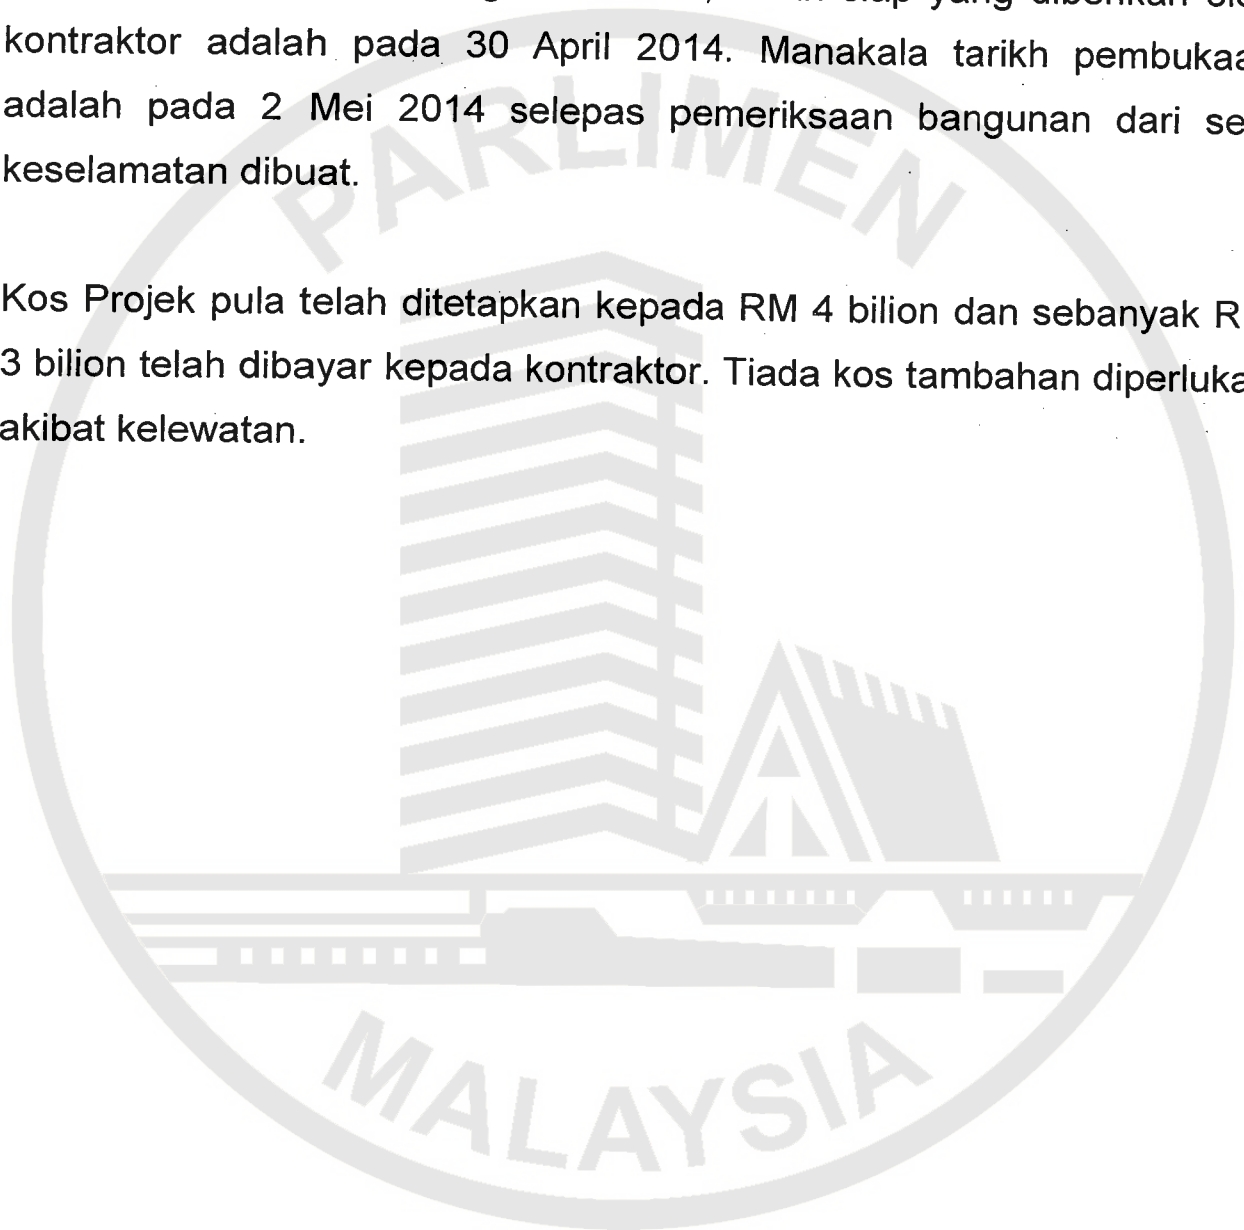 yang diberikan
kontraktor adalah pada 30 April 2014. Manakala tarikh pembukaa
adalah pada 2 Mei 2014 selepas pemeriksaan bangunan dari se
keselamatan dibuat.
Kos Projek pula telah ditetapkan kepada RM 4 bilion dan sebanyak R
3 bilion telah dibayar kepada kontraktor. Tiada kos tambahan diperluka
akibat kelewatan.
PARLIMEN
MALAYSIA